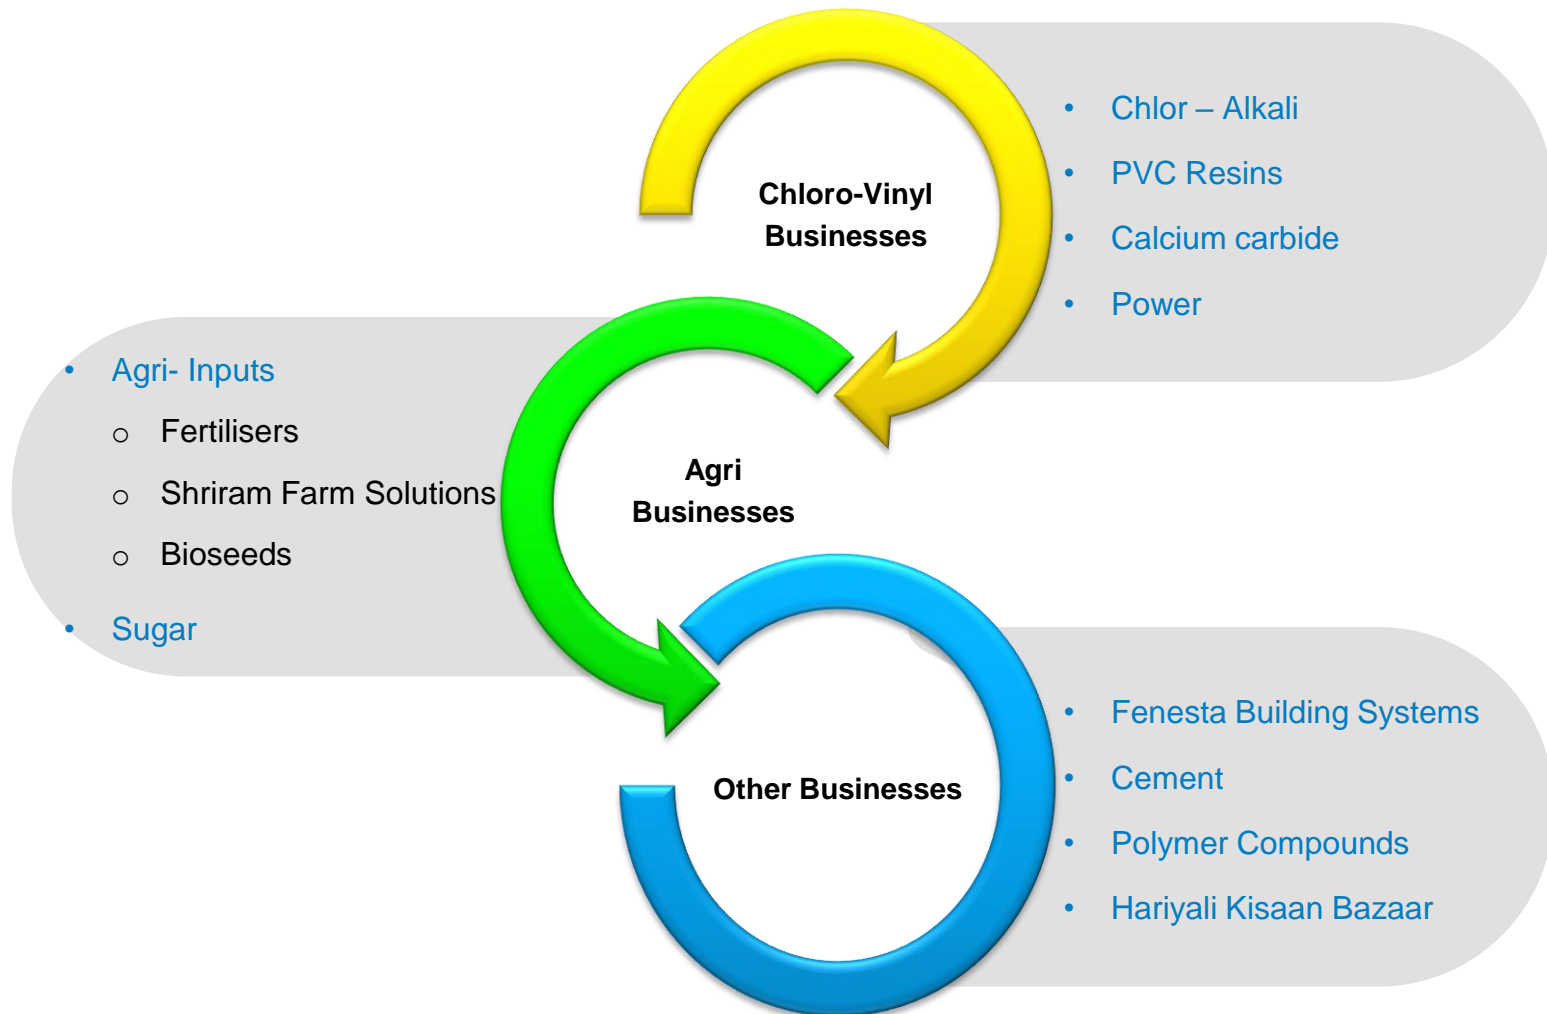 Chloro-Vinyl
Businesses
• Chlor – Alkali
• PVC Resins
• Calcium carbide
• Power
Agri
Businesses
• Agri- Inputs
o Fertilisers
o Shriram Farm Solutions
o Bioseeds
• Sugar
Other Businesses
• Fenesta Building Systems
• Cement
• Polymer Compounds
• Hariyali Kisaan Bazaar